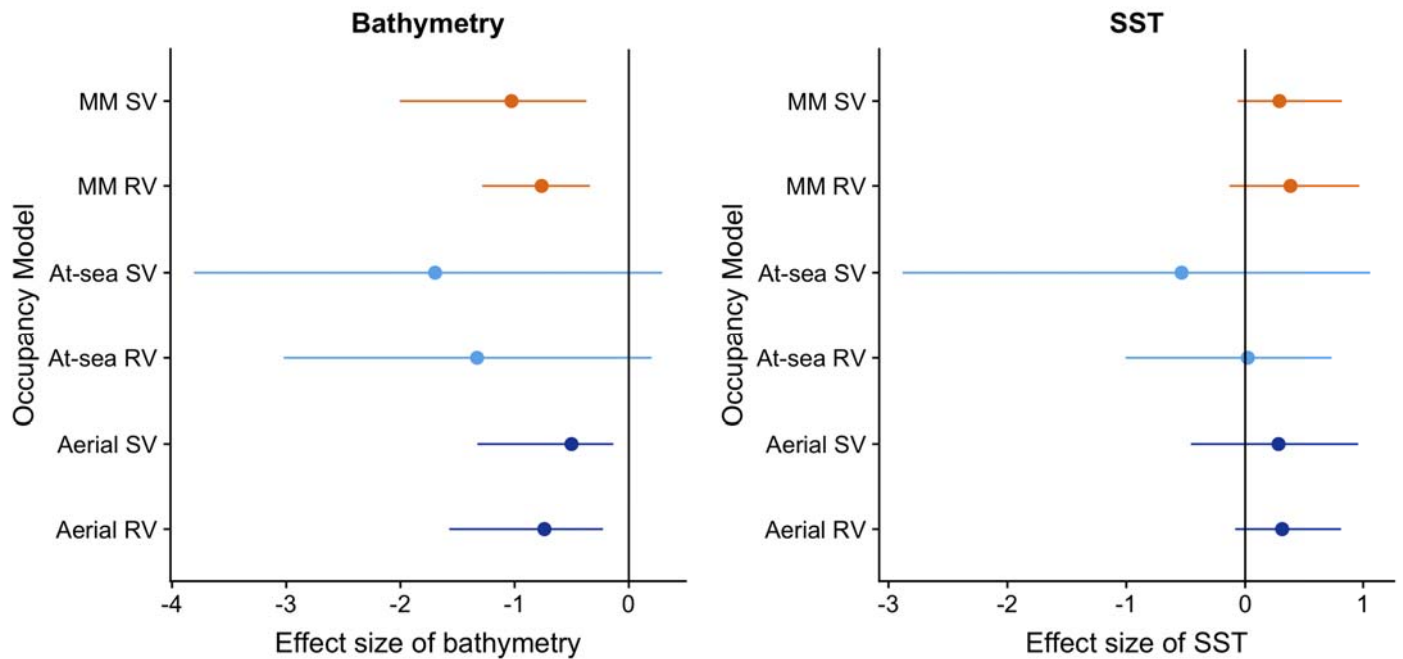 Bathymetry
Occupancy Model
MM SV
MM RV
At-sea SV
At-sea RV
Aerial SV
Aerial RV
-4 -3 -2 -1 0
Effect size of bathymetry
SST
Occupancy Model
MM SV
MM RV
At-sea SV
At-sea RV
Aerial SV
Aerial RV
-3 -2 -1 0 1
Effect size of SST